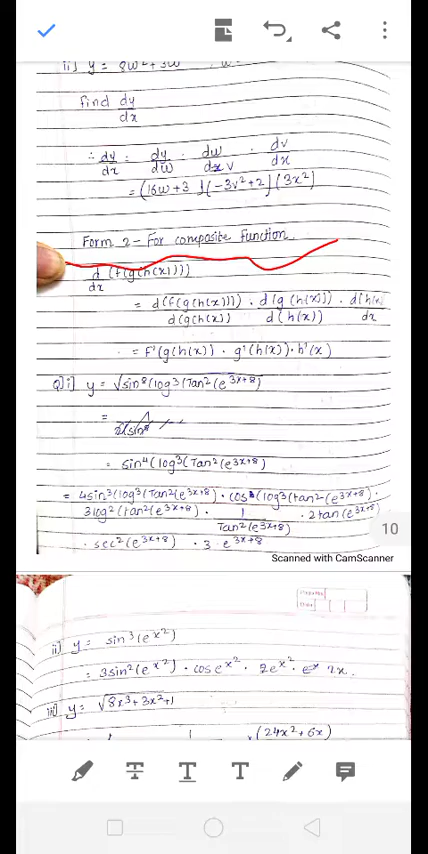 ii) y = 8w² + 3w , w =
find dy/dx
∴ dy/dx = dy/dw · dw/dv · dv/dx
= (16w+3)(-3v²+2)(3x²)
Form 2 - For composite function.
d/dx (f(g(h(x))))
= d(f(g(h(x))))/d(g(h(x))) · d(g(h(x)))/d(h(x)) · d(h(x))/dx
= F'(g(h(x)) · g'(h(x)) · h'(x)
Q) i) y = √sin⁸(log³(Tan²(e^3x+8)
=
= sin⁴(log³(Tan²(e^3x+8)
= 4sin³(log³(Tan²(e^3x+8) · cos(log³(tan²(e^3x+8) ·
3log²(tan²(e^3x+8) · 1/Tan²(e^3x+8) · 2tan(e^3x+8)
· sec²(e^3x+8) · 3 · e^3x+8
10
Scanned with CamScanner
ii) y = sin³(e^x²)
= 3sin²(e^x²) · cos e^x² · 2e^x² · 2x.
iii) y = √8x³+3x²+1
1 x (24x²+6x)